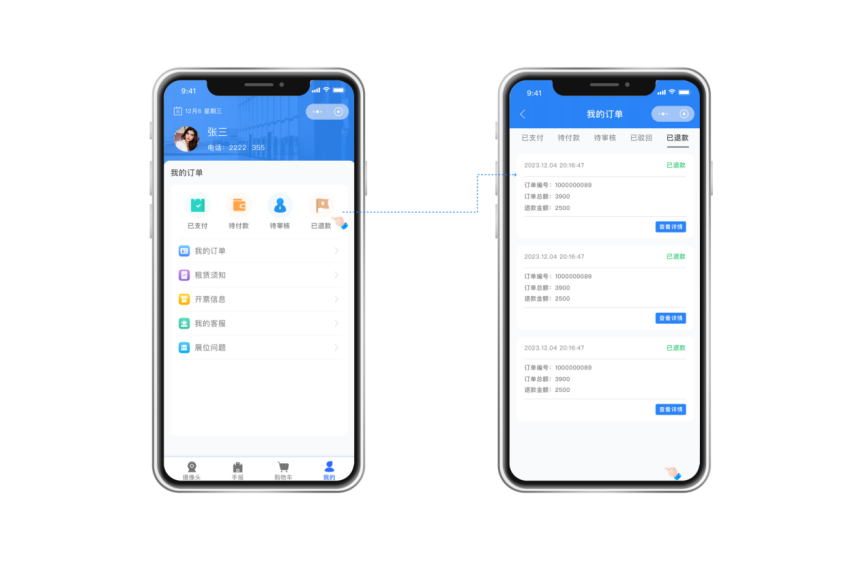 9:41
12月6 星期三
张三
电话：2222 355
我的订单
已支付 待付款 待审核 已退款
我的订单
租赁须知
开票信息
我的客服
展位问题
摄像头 手报 购物车 我的
9:41
我的订单
已支付 待付款 待审核 已驳回 已退款
2023.12.04 20:16:47 已退款
订单编号：1000000089
订单总额：3900
退款金额：2500
查看详情
2023.12.04 20:16:47 已退款
订单编号：1000000089
订单总额：3900
退款金额：2500
查看详情
2023.12.04 20:16:47 已退款
订单编号：1000000089
订单总额：3900
退款金额：2500
查看详情